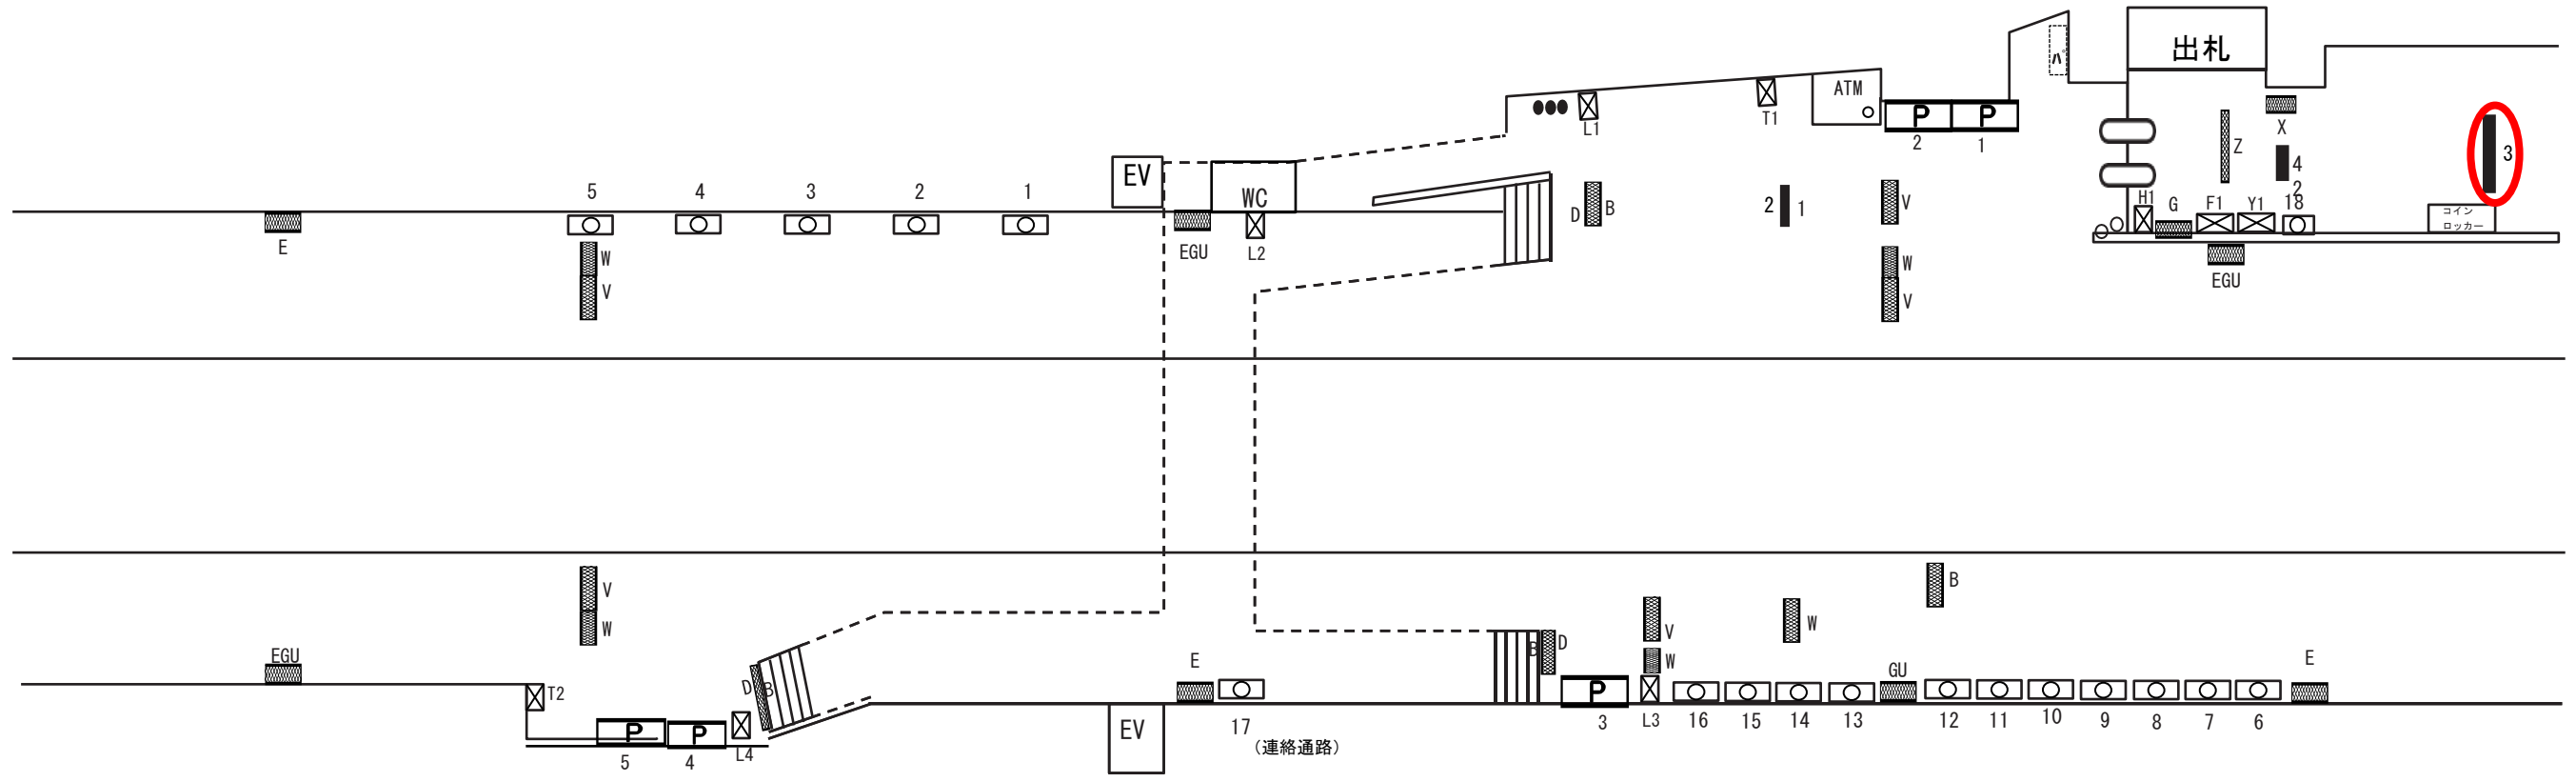 出札
パ
ATM
P
P
2
1
L1
T1
X
Z
4
2
3
EV
WC
5
4
3
2
1
D
B
2
1
V
H1
G
F1
Y1
18
コイン
ロッカー
E
W
V
EGU
L2
W
V
EGU
V
W
B
V
W
W
B
D
EGU
T2
D
B
E
P
GU
E
P
P
5
4
L4
EV
17
(連絡通路)
3
L3
16
15
14
13
12
11
10
9
8
7
6